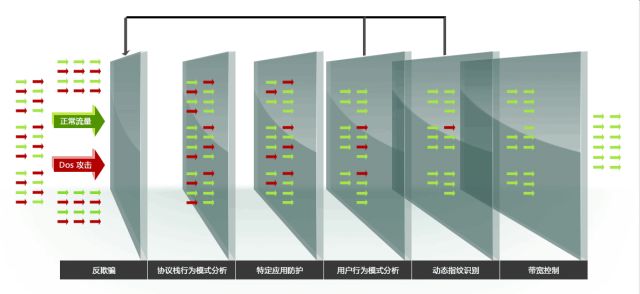 正常流量
Dos 攻击
反欺骗
协议栈行为模式分析
特定应用防护
用户行为模式分析
动态指纹识别
带宽控制